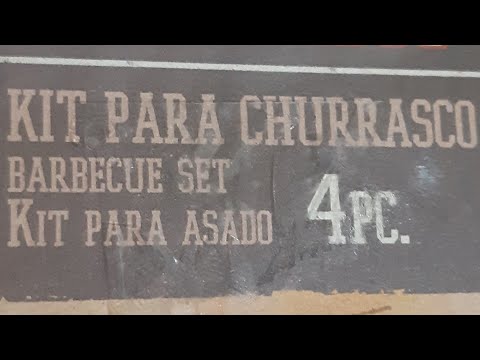 KIT PARA CHURRASCO
BARBECUE SET
KIT PARA ASADO 4PC.